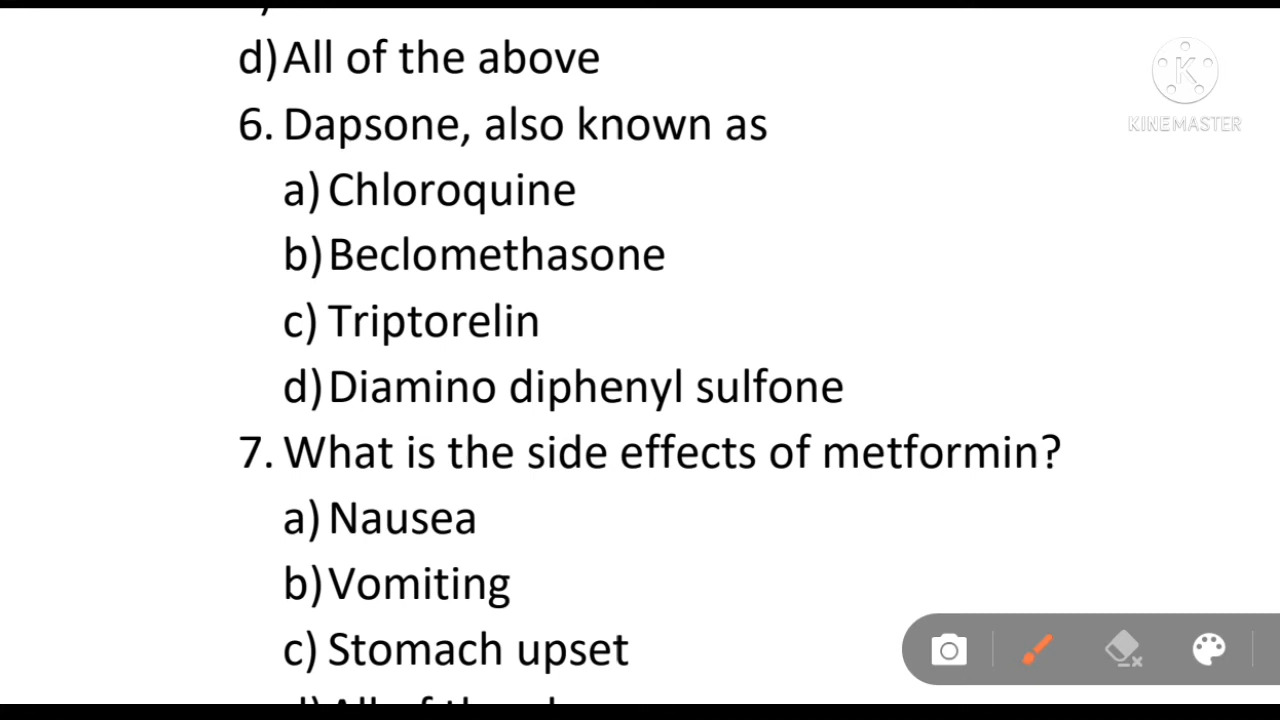 d) All of the above
KINEMASTER
6. Dapsone, also known as
a) Chloroquine
b) Beclomethasone
c) Triptorelin
d) Diamino diphenyl sulfone
7. What is the side effects of metformin?
a) Nausea
b) Vomiting
c) Stomach upset